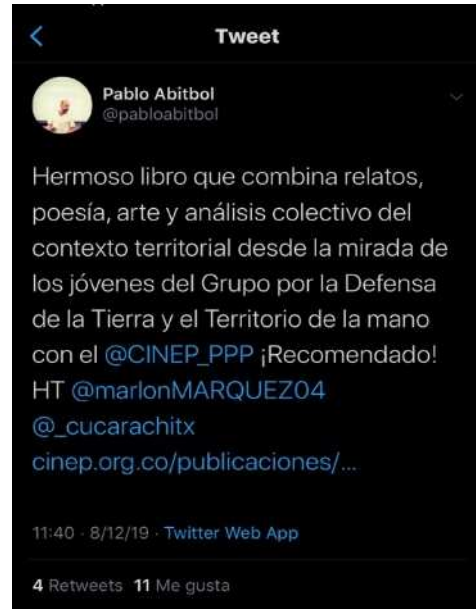 Tweet
Pablo Abitbol
@pabloabitbol
Hermoso libro que combina relatos,
poesía, arte y análisis colectivo del
contexto territorial desde la mirada de
los jóvenes del Grupo por la Defensa
de la Tierra y el Territorio de la mano
con el @CINEP_PPP ¡Recomendado!
HT @marlonMARQUEZ04
@_cucarachitx
cinep.org.co/publicaciones/...
11:40 · 8/12/19 · Twitter Web App
4 Retweets 11 Me gusta